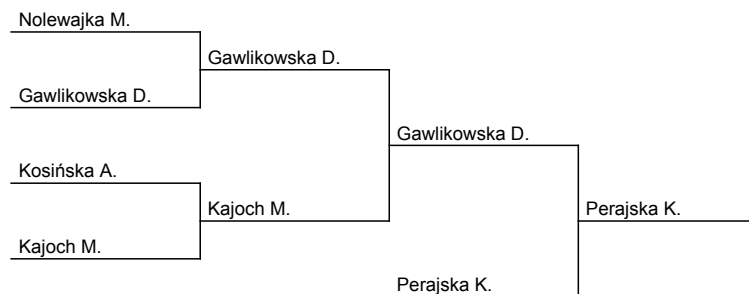 Nolewajka M.
Gawlikowska D.
Gawlikowska D.
Gawlikowska D.
Kosińska A.
Kajoch M.
Perajska K.
Kajoch M.
Perajska K.